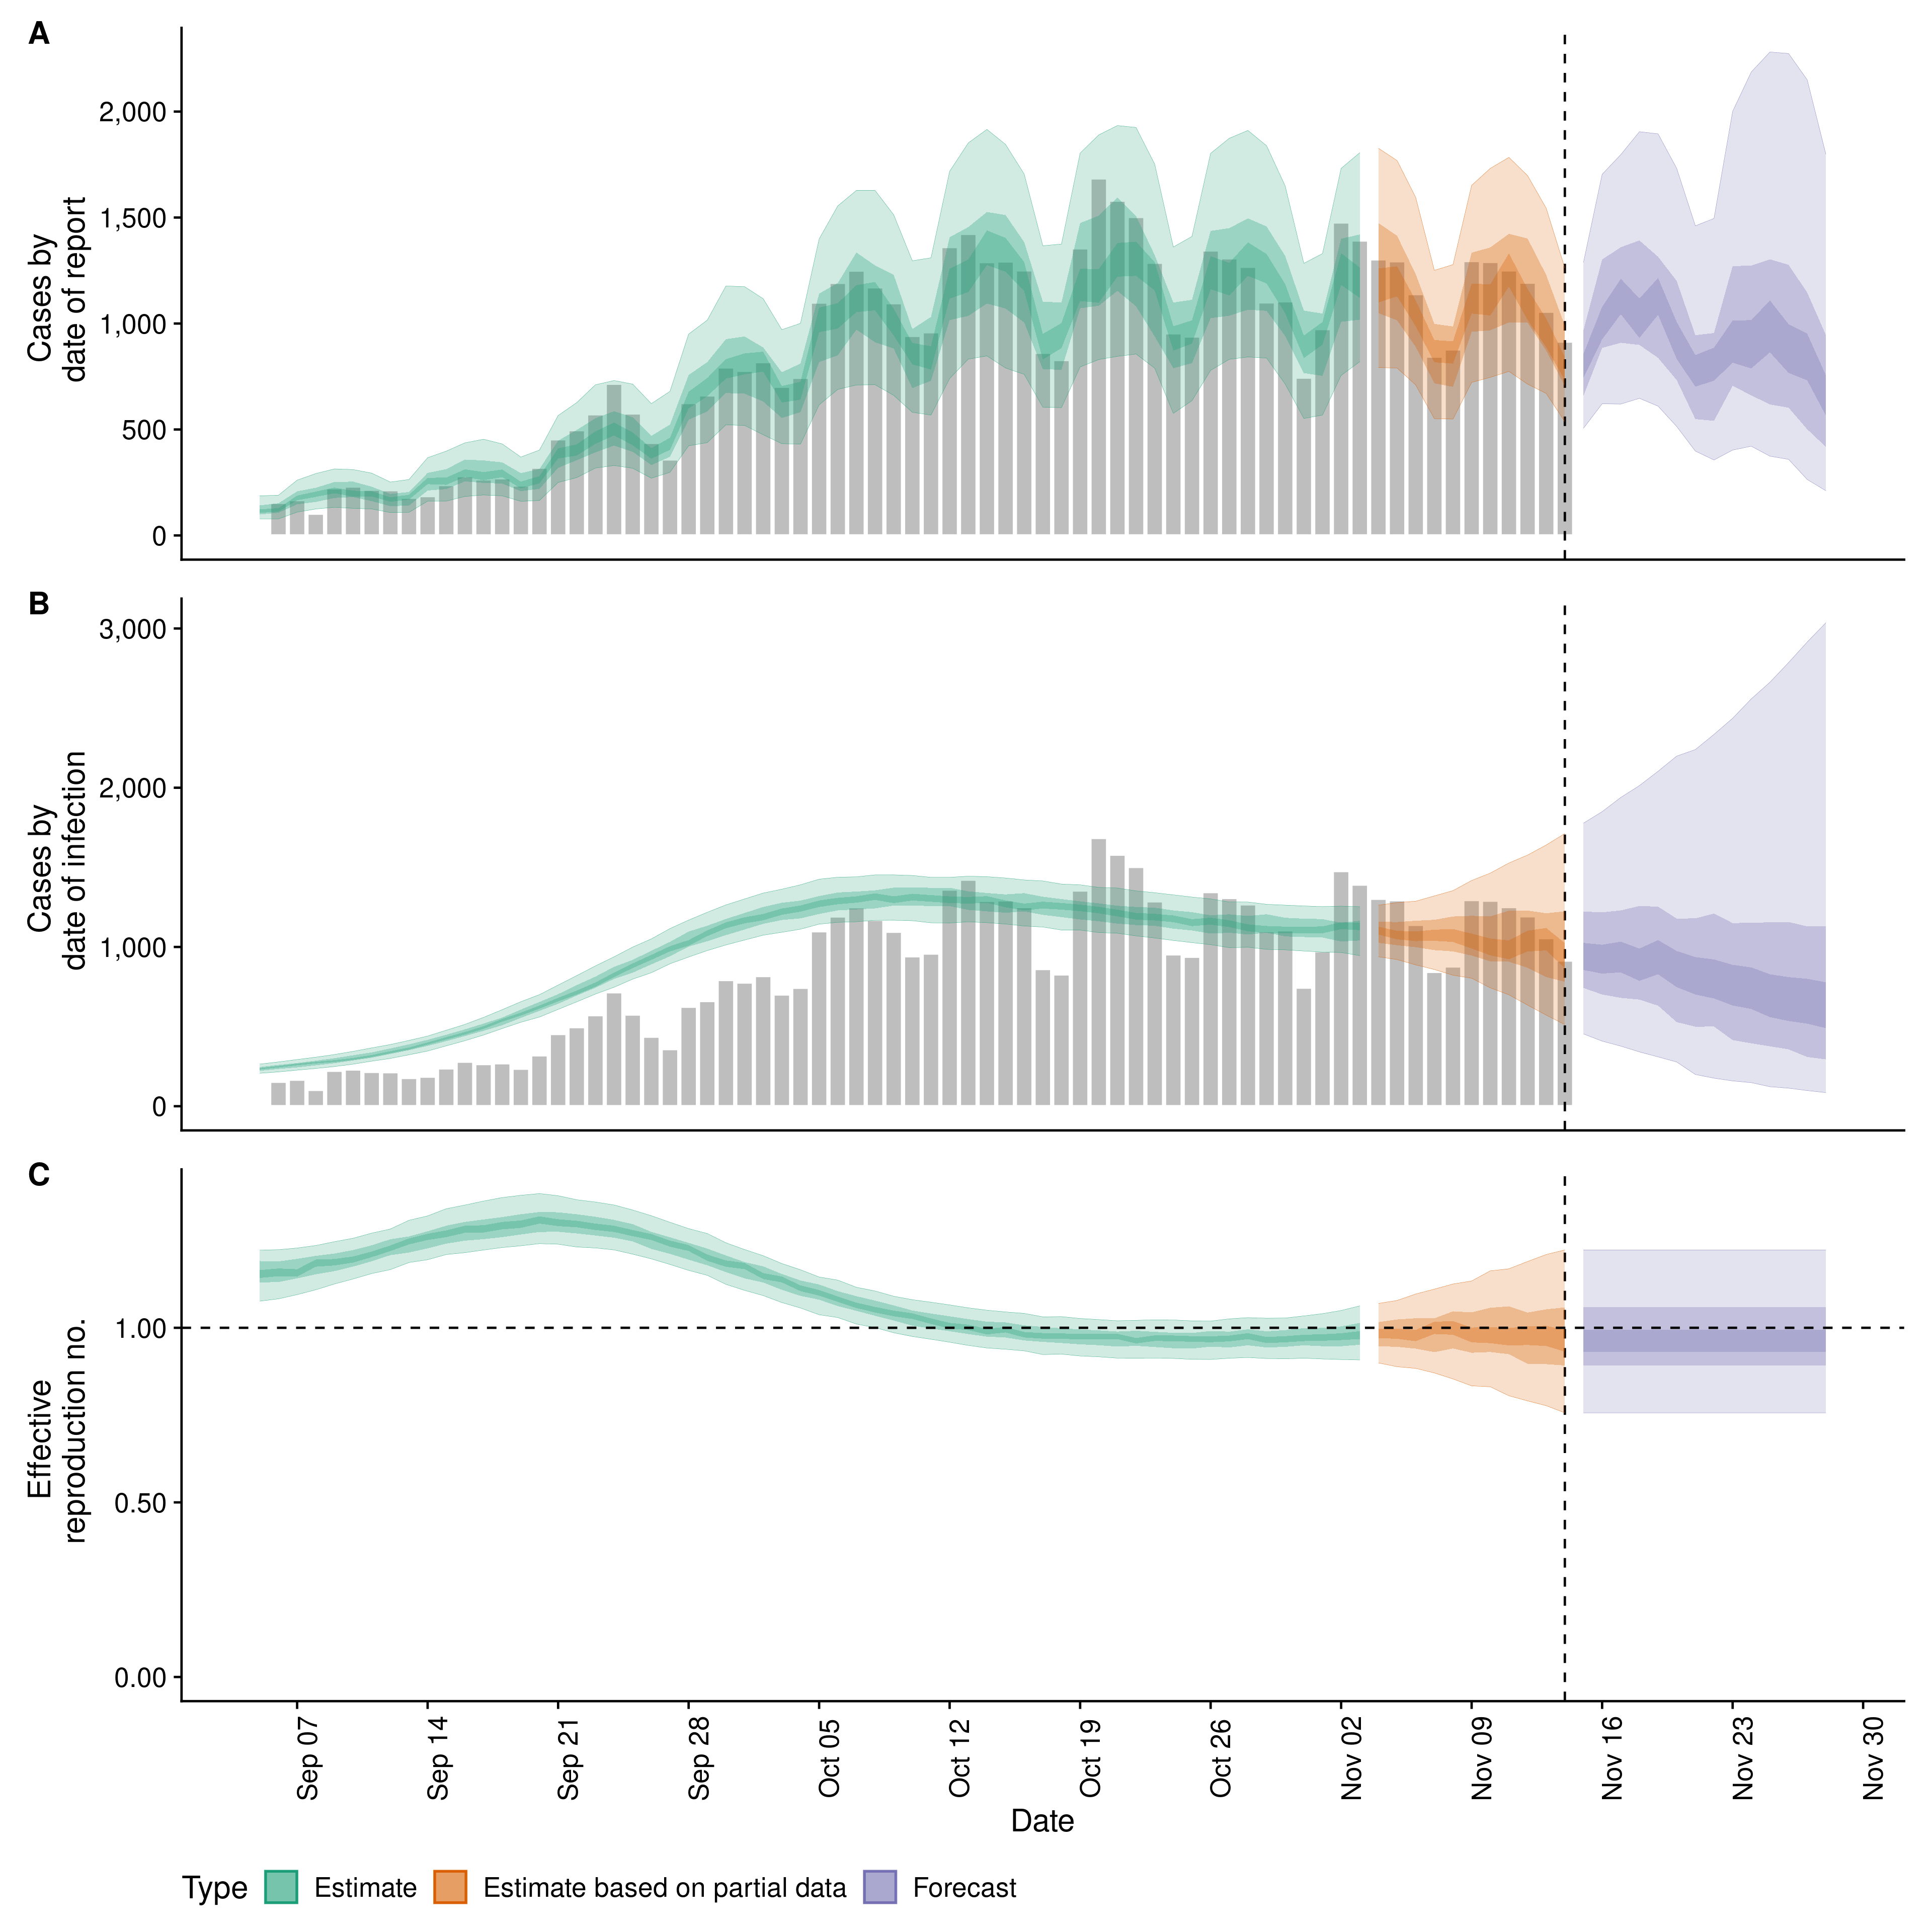 A
Cases by
date of report
2,000
1,500
1,000
500
0
B
Cases by
date of infection
3,000
2,000
1,000
0
C
Effective
reproduction no.
1.00
0.50
0.00
Sep 07
Sep 14
Sep 21
Sep 28
Oct 05
Oct 12
Oct 19
Oct 26
Nov 02
Nov 09
Nov 16
Nov 23
Nov 30
Date
Type Estimate Estimate based on partial data Forecast